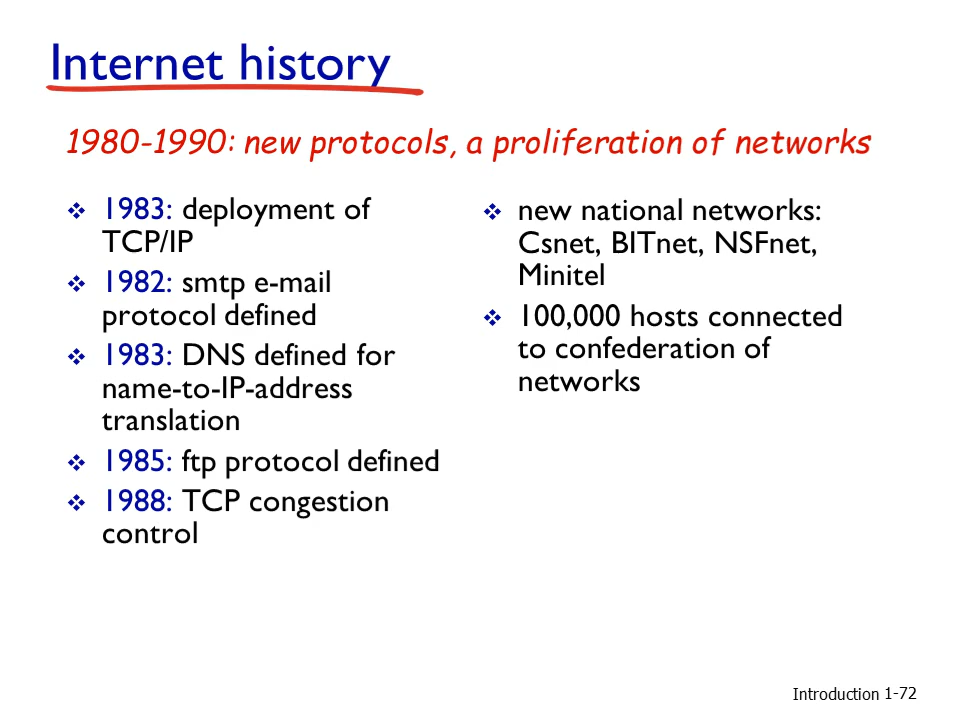 Internet history
1980-1990: new protocols, a proliferation of networks
1983: deployment of
TCP/IP
1982: smtp e-mail
protocol defined
1983: DNS defined for
name-to-IP-address
translation
1985: ftp protocol defined
1988: TCP congestion
control
new national networks:
Csnet, BITnet, NSFnet,
Minitel
100,000 hosts connected
to confederation of
networks
Introduction 1-72